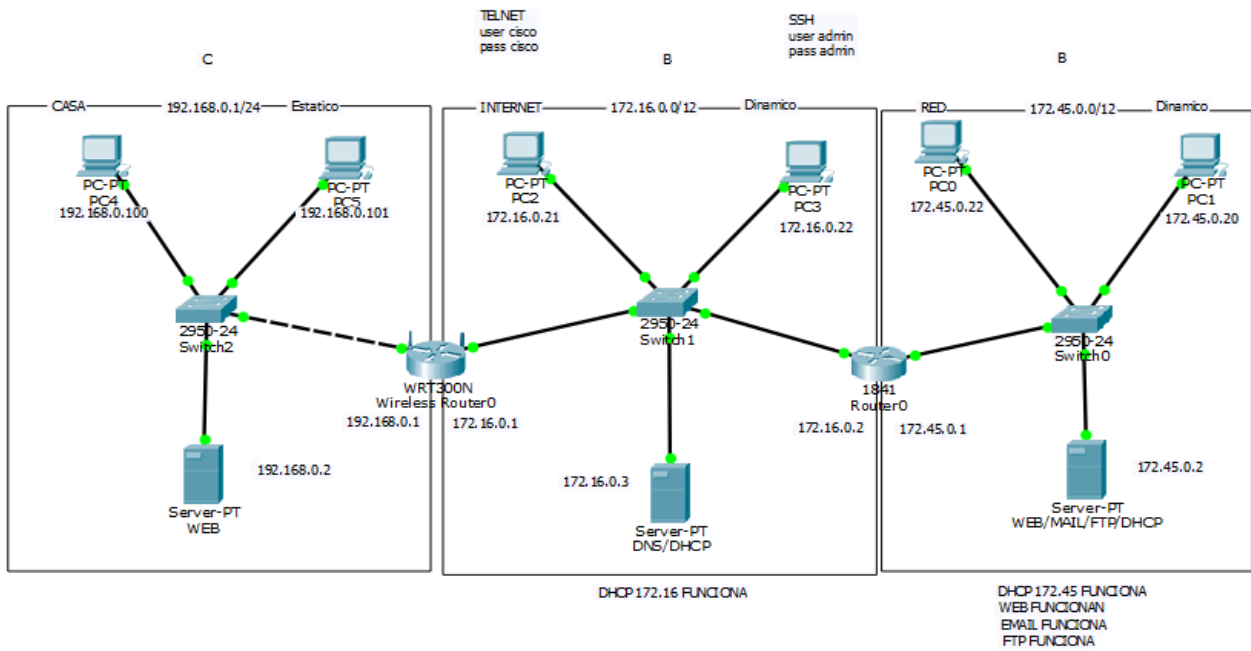 TELNET
user cisco
pass cisco
SSH
user admin
pass admin
C
B
B
CASA
192.168.0.1/24
Estatico
INTERNET
172.16.0.0/12
Dinamico
RED
172.45.0.0/12
Dinamico
PC-PT
PC4
192.168.0.100
PC-PT
PC5
192.168.0.101
PC-PT
PC2
172.16.0.21
PC-PT
PC3
172.16.0.22
PC-PT
PC0
172.45.0.22
PC-PT
PC1
172.45.0.20
2950-24
Switch2
2950-24
Switch1
2950-24
Switch0
WRT300N
Wireless Router0
192.168.0.1
172.16.0.1
1841
Router0
172.16.0.2
172.45.0.1
192.168.0.2
Server-PT
WEB
172.16.0.3
Server-PT
DNS/DHCP
172.45.0.2
Server-PT
WEB/MAIL/FTP/DHCP
DHCP 172.16 FUNCIONA
DHCP 172.45 FUNCIONA
WEB FUNCIONAN
EMAIL FUNCIONA
FTP FUNCIONA